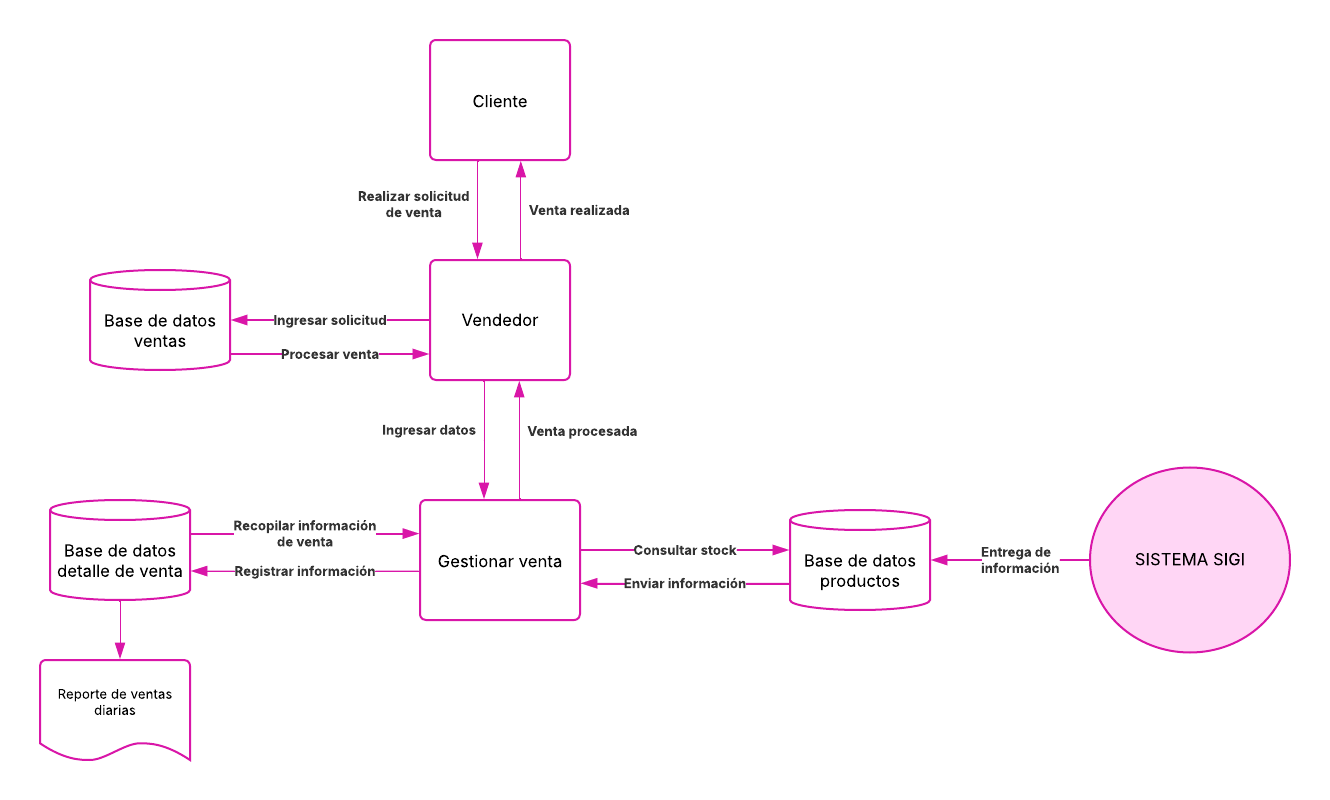 Cliente
Realizar solicitud
de venta
Venta realizada
Base de datos
ventas
Ingresar solicitud
Procesar venta
Vendedor
Ingresar datos
Venta procesada
Base de datos
detalle de venta
Recopilar información
de venta
Registrar información
Gestionar venta
Consultar stock
Enviar información
Base de datos
productos
Entrega de
información
SISTEMA SIGI
Reporte de ventas
diarias